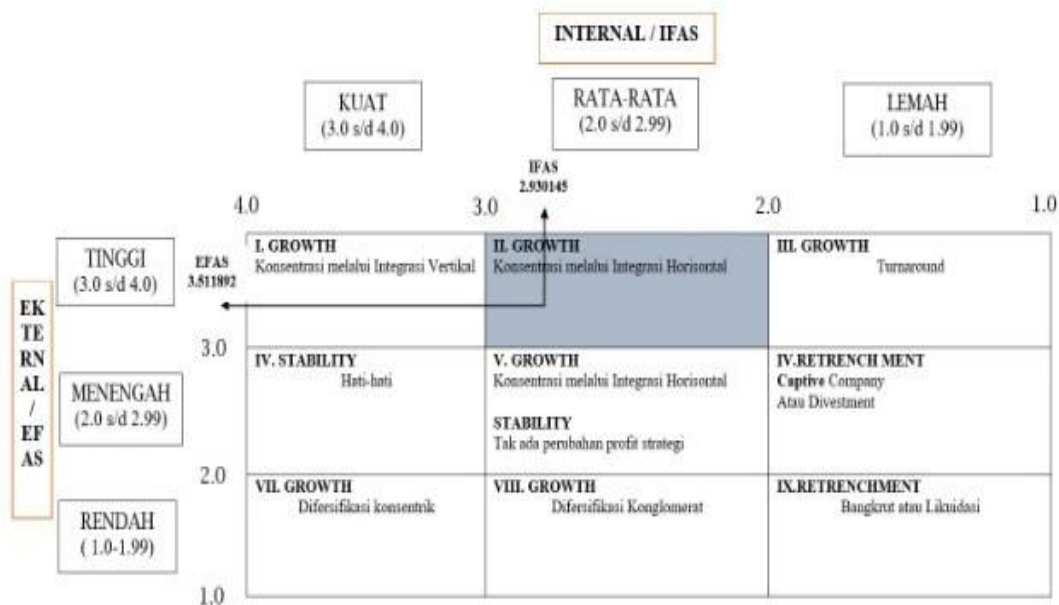 INTERNAL / IFAS
KUAT
(3.0 s/d 4.0)
RATA-RATA
(2.0 s/d 2.99)
LEMAH
(1.0 s/d 1.99)
IFAS
2.930145
4.0
3.0
2.0
1.0
EK
TE
RN
AL
/
EF
AS
TINGGI
(3.0 s/d 4.0)
EFAS
3.511892
I. GROWTH
Konsentrasi melalui Integrasi Vertikal
II. GROWTH
Konsentrasi melalui Integrasi Horisontal
III. GROWTH
Turnaround
3.0
MENENGAH
(2.0 s/d 2.99)
IV. STABILITY
Hati-hati
V. GROWTH
Konsentrasi melalui Integrasi Horisontal
STABILITY
Tak ada perubahan profit strategi
IV.RETRENCH MENT
Captive Company
Atau Divestment
2.0
RENDAH
( 1.0-1.99)
VII. GROWTH
Difersifikasi konsentrik
VIII. GROWTH
Difersifikasi Konglomerat
IX.RETRENCHMENT
Bangkrut atau Likuidasi
1.0